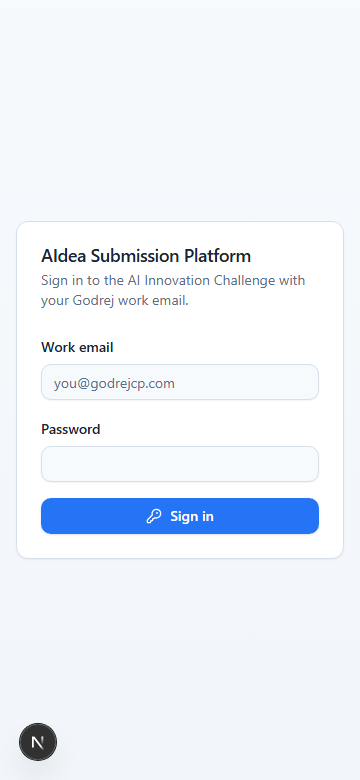 AIdea Submission Platform
Sign in to the AI Innovation Challenge with
your Godrej work email.
Work email
you@godrejcp.com
Password
Sign in
N